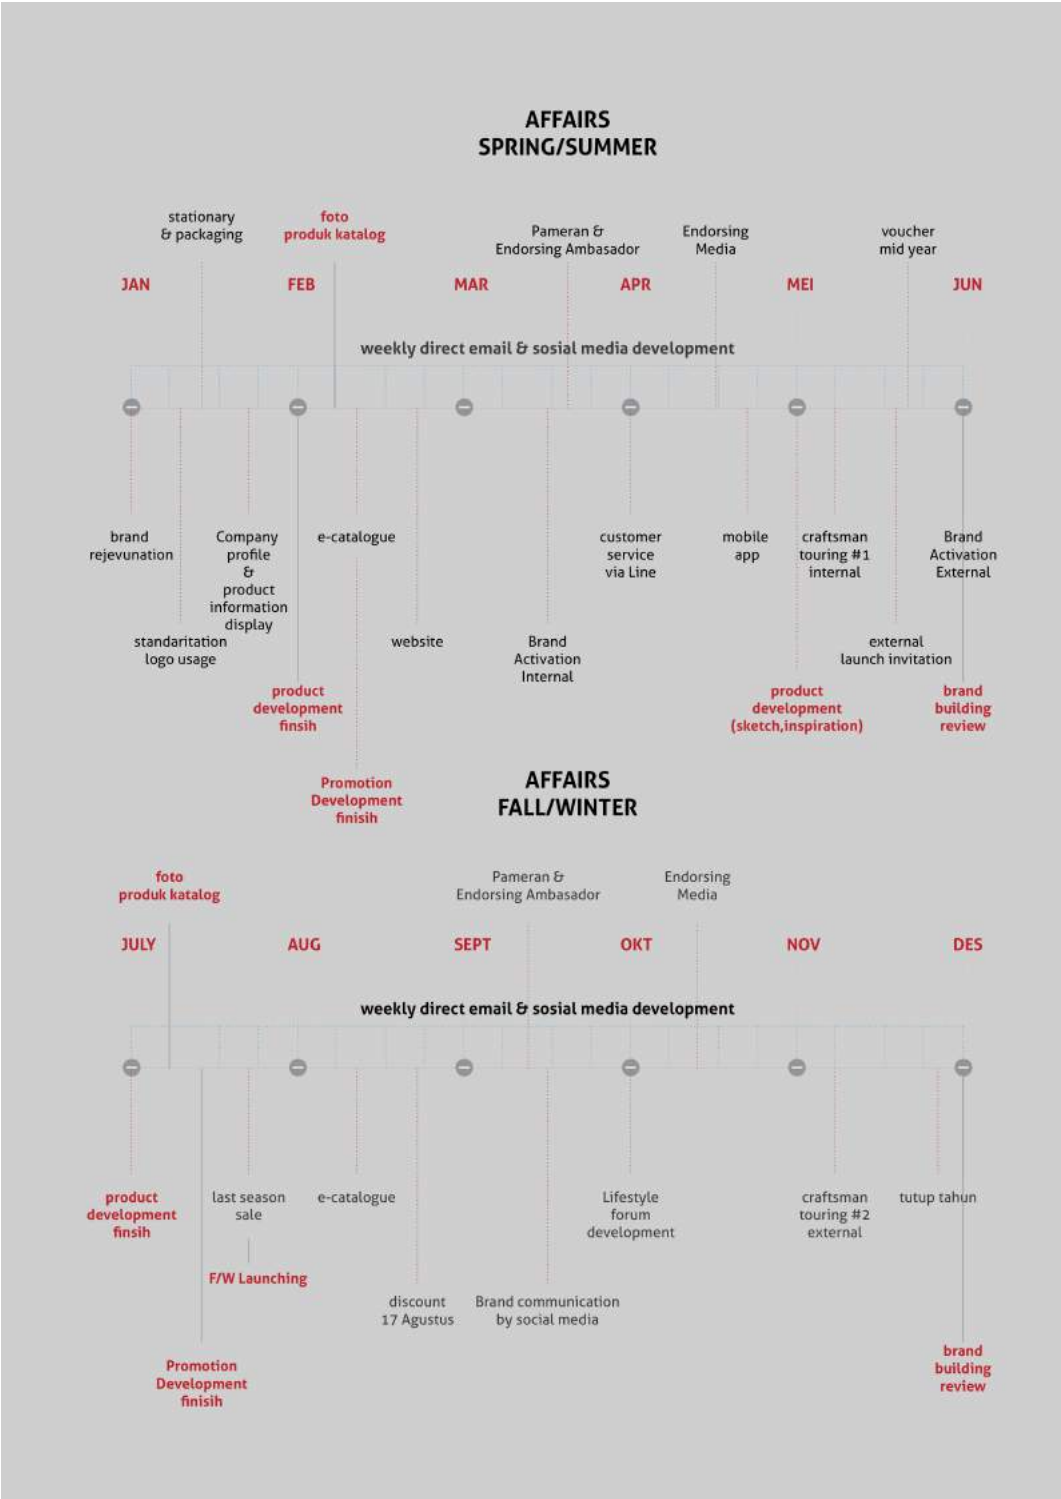 AFFAIRS
SPRING/SUMMER
stationary
& packaging
foto
produk katalog
Pameran &
Endorsing Ambasador
Endorsing
Media
voucher
mid year
JAN
FEB
MAR
APR
MEI
JUN
weekly direct email & sosial media development
brand
rejevunation
Company
profile
&
product
information
display
e-catalogue
customer
service
via Line
mobile
app
craftsman
touring #1
internal
Brand
Activation
External
standaritation
logo usage
website
Brand
Activation
Internal
external
launch invitation
product
development
finsih
product
development
(sketch,inspiration)
brand
building
review
Promotion
Development
finisih
AFFAIRS
FALL/WINTER
foto
produk katalog
Pameran &
Endorsing Ambasador
Endorsing
Media
JULY
AUG
SEPT
OKT
NOV
DES
weekly direct email & sosial media development
product
development
finsih
last season
sale
e-catalogue
Lifestyle
forum
development
craftsman
touring #2
external
tutup tahun
F/W Launching
discount
17 Agustus
Brand communication
by social media
Promotion
Development
finisih
brand
building
review